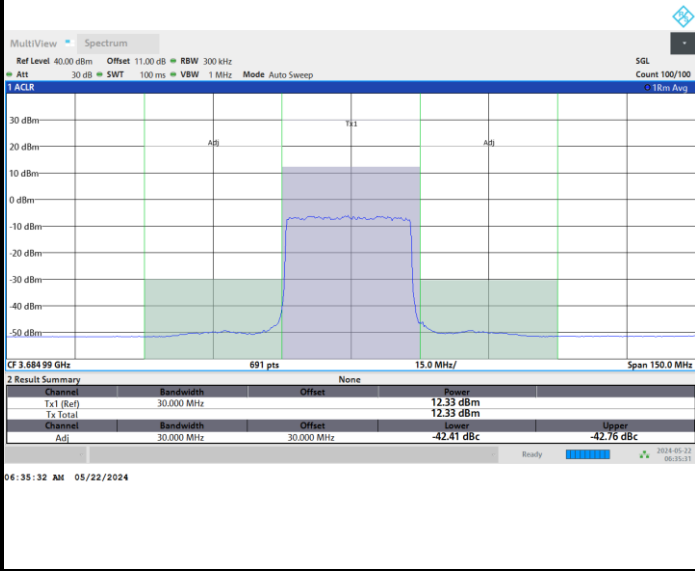 MultiView Spectrum
Ref Level 40.00 dBm Offset 11.00 dB RBW 300 kHz SGL
Att 30 dB SWT 100 ms VBW 1 MHz Mode Auto Sweep Count 100/100
1 ACLR 1Rm Avg
30 dBm
Tx1
20 dBm
Adj Adj
10 dBm
0 dBm
-10 dBm
-20 dBm
-30 dBm
-40 dBm
-50 dBm
CF 3.684 99 GHz 691 pts 15.0 MHz/ Span 150.0 MHz
2 Result Summary None
Channel Bandwidth Offset Power
Tx1 (Ref) 30.000 MHz 12.33 dBm
Tx Total 12.33 dBm
Channel Bandwidth Offset Lower Upper
Adj 30.000 MHz 30.000 MHz -42.41 dBc -42.76 dBc
Ready 2024-05-22
06:35:31
06:35:32 AM 05/22/2024